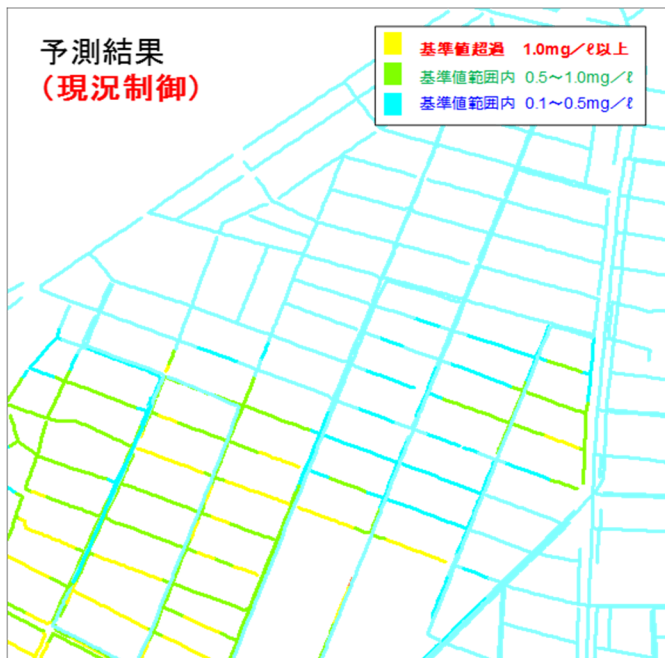 予測結果
（現況制御）
基準値超過 1.0mg／ℓ以上
基準値範囲内 0.5～1.0mg／ℓ
基準値範囲内 0.1～0.5mg／ℓ